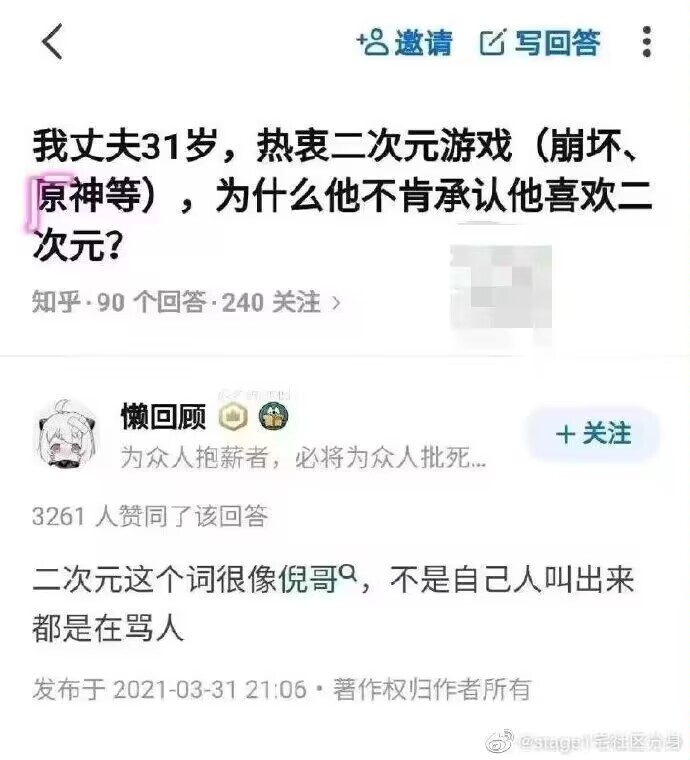 邀请 写回答
我丈夫31岁，热衷二次元游戏（崩坏、
原神等），为什么他不肯承认他喜欢二
次元？
知乎·90 个回答·240 关注 >
懒回顾
为众人抱薪者，必将为众人批死...
+ 关注
3261 人赞同了该回答
二次元这个词很像倪哥，不是自己人叫出来
都是在骂人
发布于 2021-03-31 21:06·著作权归作者所有
@stage1宅社区分身